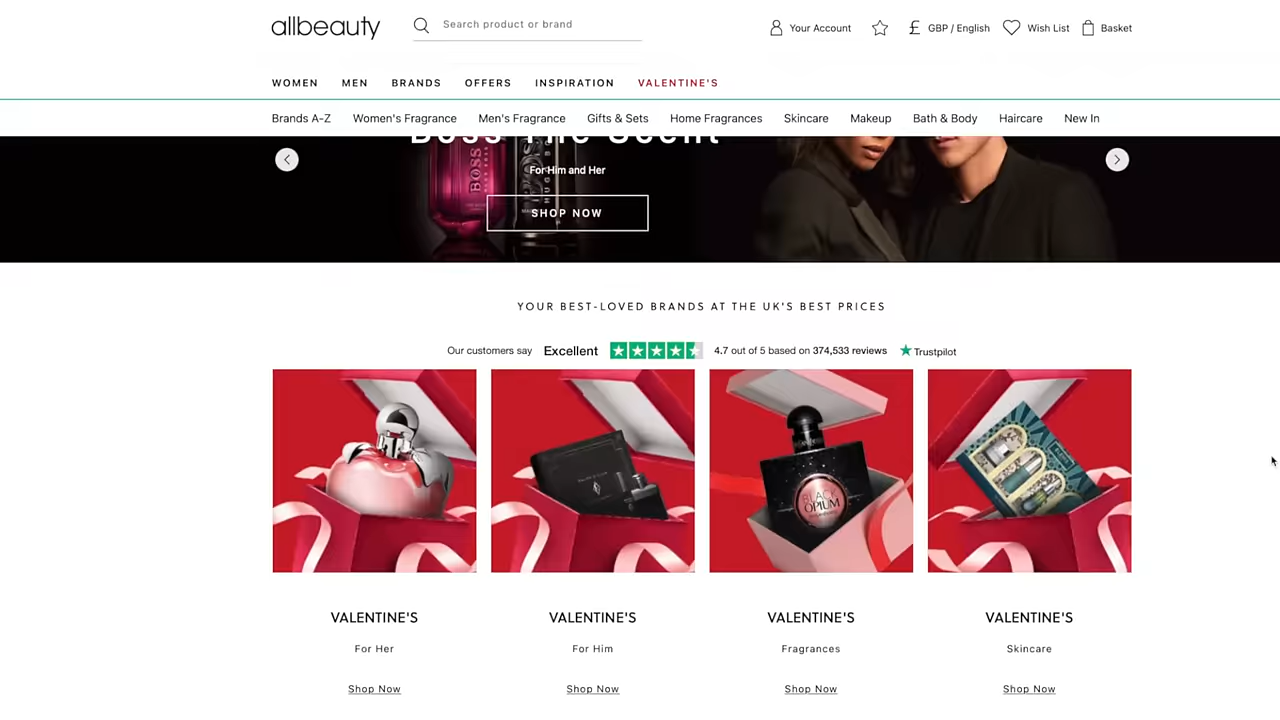 allbeauty
Search product or brand
Your Account
£ GBP / English
Wish List
Basket
WOMEN MEN BRANDS OFFERS INSPIRATION VALENTINE'S
Brands A-Z Women's Fragrance Men's Fragrance Gifts & Sets Home Fragrances Skincare Makeup Bath & Body Haircare New In
Boss The Scent
BOSS
For Him and Her
SHOP NOW
YOUR BEST-LOVED BRANDS AT THE UK'S BEST PRICES
Our customers say Excellent 4.7 out of 5 based on 374,533 reviews Trustpilot
BLACK
OPIUM
VALENTINE'S VALENTINE'S VALENTINE'S VALENTINE'S
For Her For Him Fragrances Skincare
Shop Now Shop Now Shop Now Shop Now